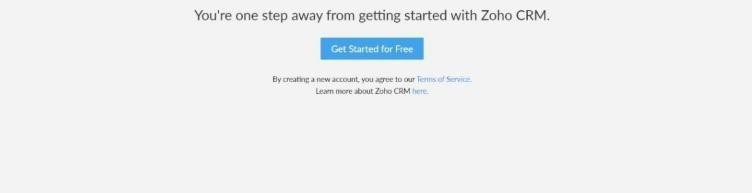 You're one step away from getting started with Zoho CRM.
Get Started for Free
By creating a new account, you agree to our Terms of Service.
Learn more about Zoho CRM here.